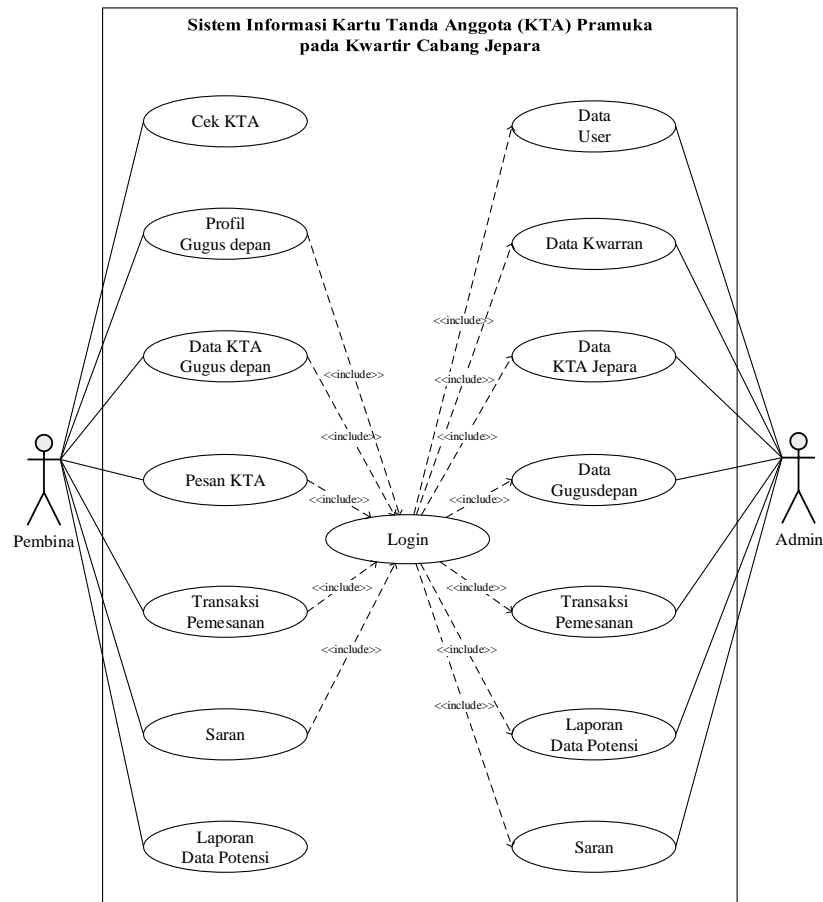 Sistem Informasi Kartu Tanda Anggota (KTA) Pramuka
pada Kwartir Cabang Jepara
Cek KTA
Profil
Gugus depan
Data KTA
Gugus depan
Pesan KTA
Transaksi
Pemesanan
Saran
Laporan
Data Potensi
Pembina
<<include>>
<<include>>
<<include>>
<<include>>
<<include>>
Login
<<include>>
<<include>>
<<include>>
<<include>>
<<include>>
<<include>>
<<include>>
Data
User
Data Kwarran
Data
KTA Jepara
Data
Gugusdepan
Transaksi
Pemesanan
Laporan
Data Potensi
Saran
Admin